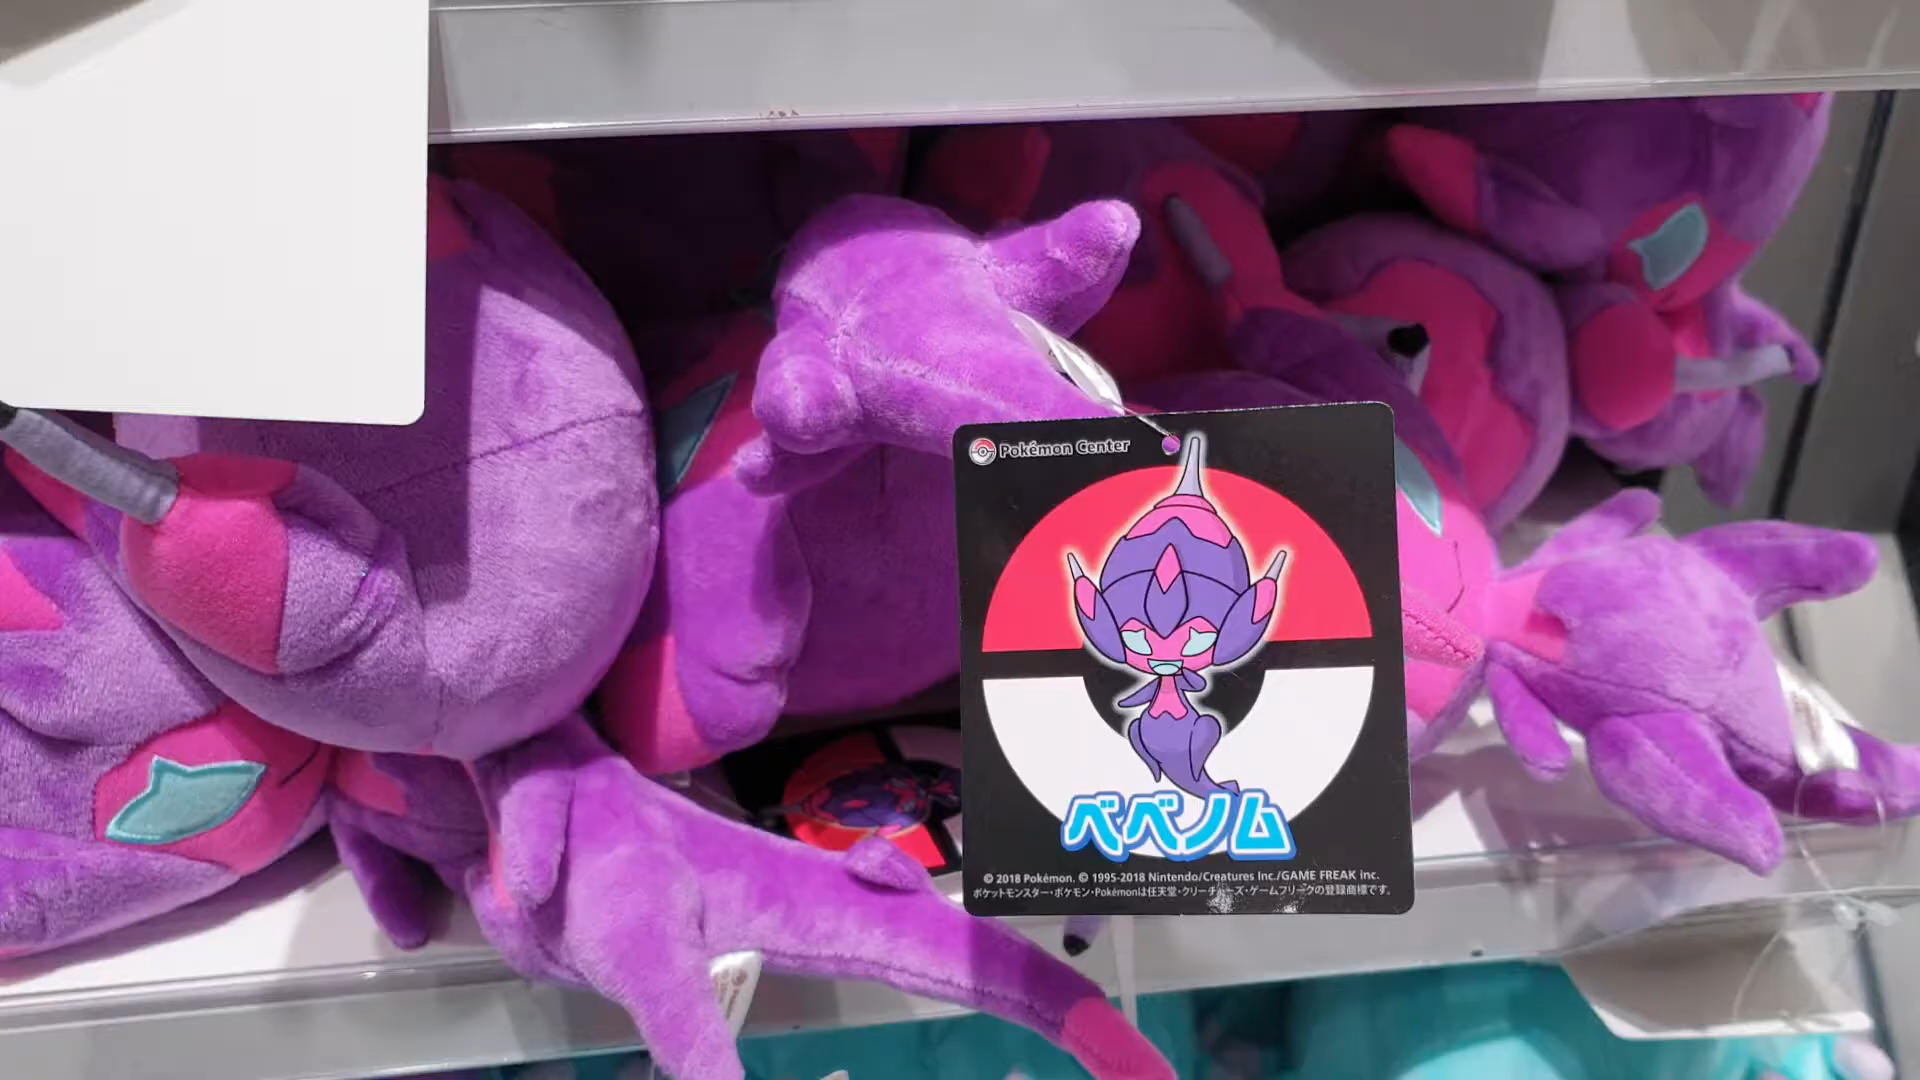 Pokémon Center
ベベノム
© 2018 Pokémon. © 1995-2018 Nintendo/Creatures Inc./GAME FREAK inc.
ポケットモンスター・ポケモン・Pokémonは任天堂・クリーチャーズ・ゲームフリークの登録商標です。